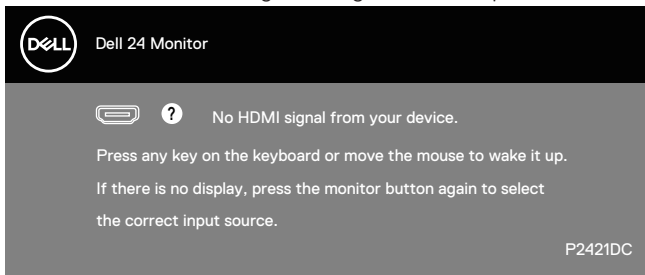 DELL
Dell 24 Monitor
? No HDMI signal from your device.
Press any key on the keyboard or move the mouse to wake it up.
If there is no display, press the monitor button again to select
the correct input source.
P2421DC